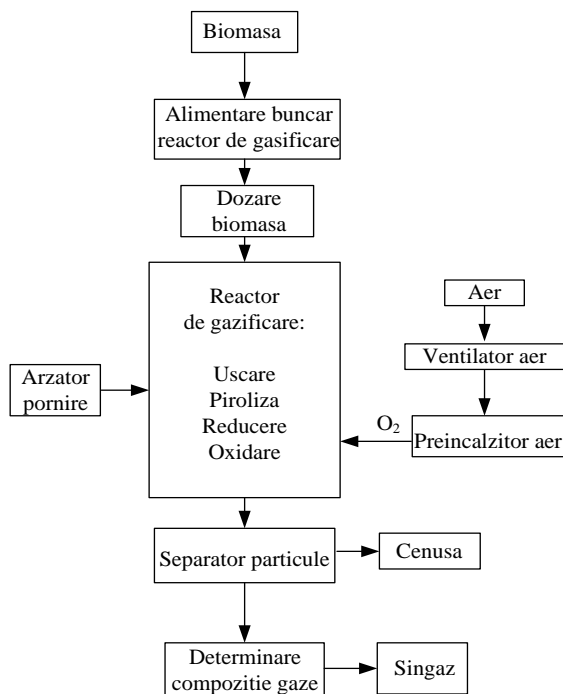 Biomasa
Alimentare buncar
reactor de gasificare
Dozare
biomasa
Reactor
de gazificare:
Uscare
Piroliza
Reducere
Oxidare
Arzator
pornire
Aer
Ventilator aer
Preincalzitor aer
O₂
Separator particule
Cenusa
Determinare
compozitie gaze
Singaz